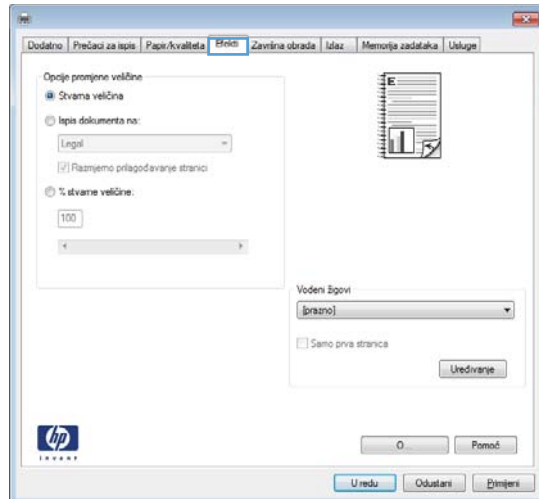 Dodatno Prečaci za ispis Papir/kvaliteta Efekti Završna obrada Izlaz Memorija zadataka Usluge
Opcije promjene veličine
Stvarna veličina
Ispis dokumenta na:
Legal
Razmjerno prilagođavanje stranici
% stvarne veličine:
100
E
Vodeni žigovi
[prazno]
Samo prva stranica
Uređivanje
hp
invent
O... Pomoć
U redu Odustani Primijeni